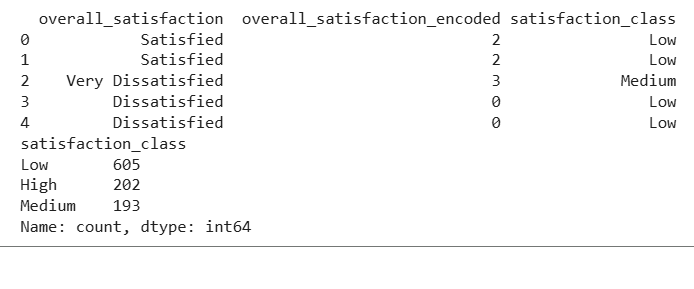 overall_satisfaction overall_satisfaction_encoded satisfaction_class
0 Satisfied 2 Low
1 Satisfied 2 Low
2 Very Dissatisfied 3 Medium
3 Dissatisfied 0 Low
4 Dissatisfied 0 Low
satisfaction_class
Low 605
High 202
Medium 193
Name: count, dtype: int64